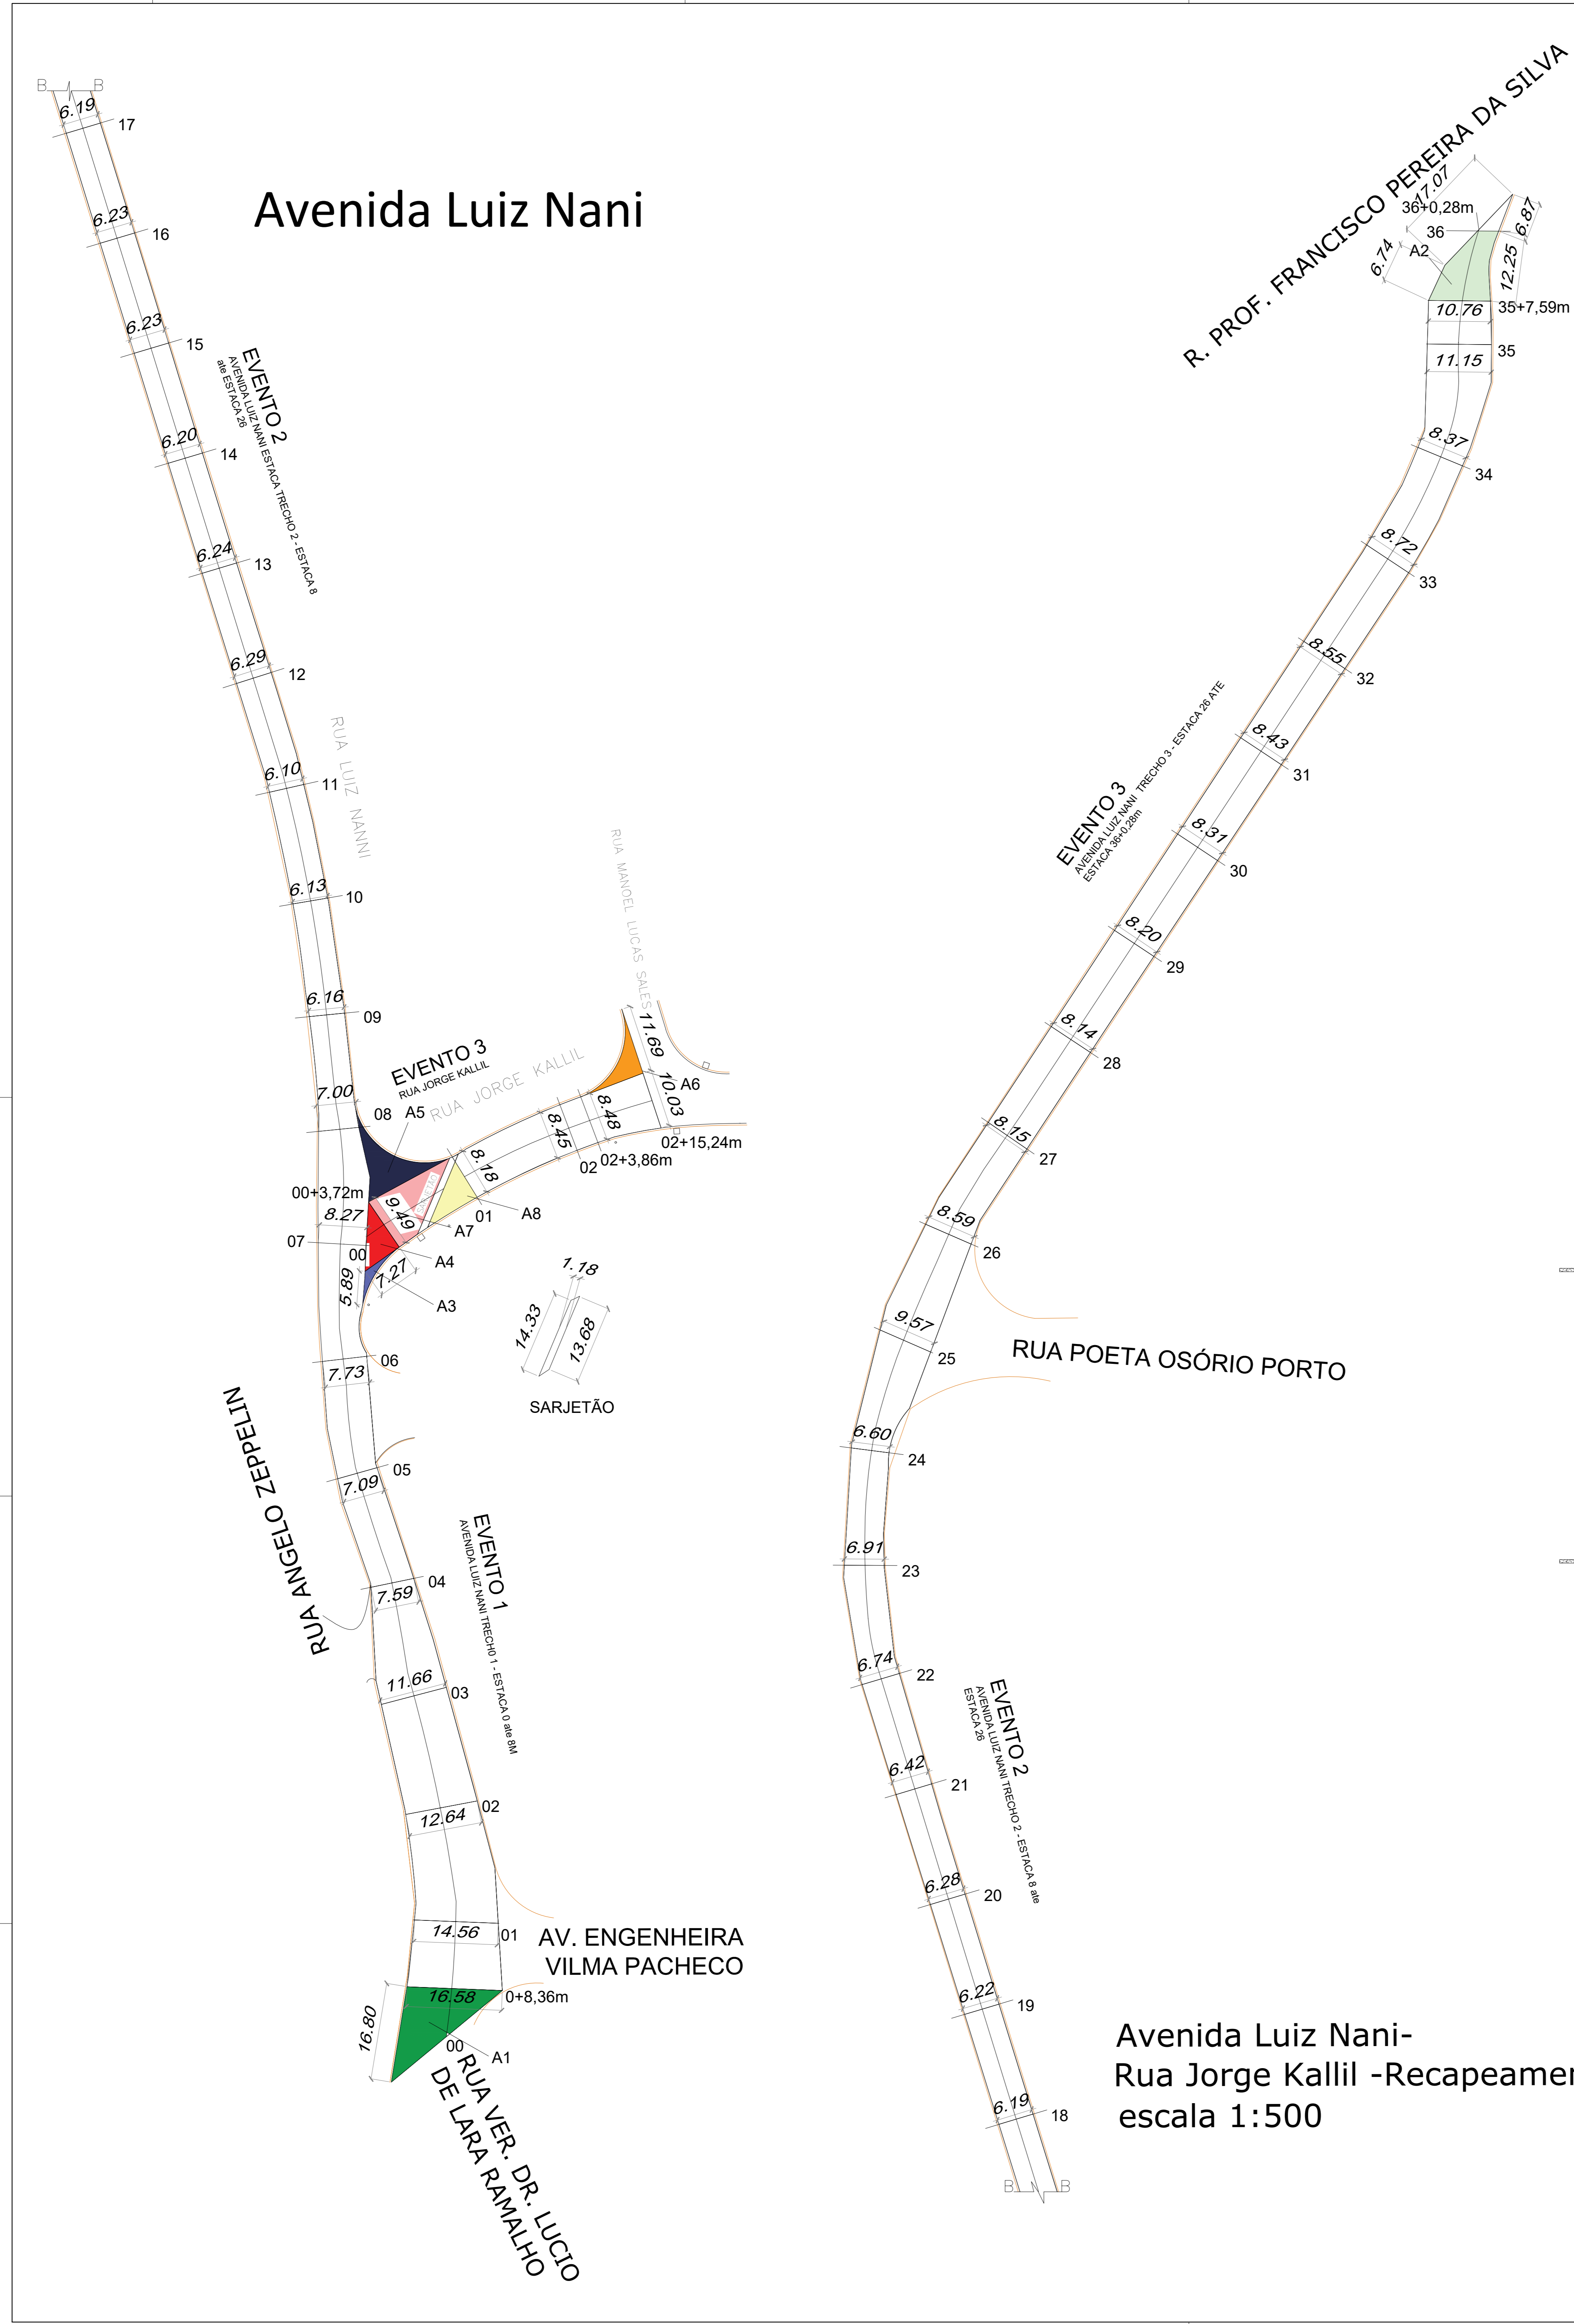 Avenida Luiz Nani
B
B
6.19
17
6.23
16
6.23
15
EVENTO 2
AVENIDA LUIZ NANI ESTACA TRECHO 2 - ESTACA 8
ate ESTACA 26
6.20
14
6.24
13
6.29
12
RUA LUIZ NANNI
6.10
11
6.13
10
6.16
09
RUA MANOEL LUCAS SALES
7.00
08
EVENTO 3
RUA JORGE KALLIL
RUA JORGE KALLIL
A5
11.69
A6
10.03
8.48
8.45
02+15,24m
02+3,86m
02
8.18
00+3,72m
9.49
SARJETÃO
8.27
07
00
01
A8
A7
A4
A3
7.27
5.89
1.18
14.33
13.68
SARJETÃO
06
7.73
RUA ANGELO ZEPPELIN
05
7.09
EVENTO 1
AVENIDA LUIZ NANI TRECH0 1 - ESTACA 0 ate 8M
04
7.59
11.66
03
02
12.64
14.56
01
AV. ENGENHEIRA
VILMA PACHECO
16.58
0+8,36m
16.80
00
A1
RUA VER. DR. LUCIO
DE LARA RAMALHO
R. PROF. FRANCISCO PEREIRA DA SILVA
17.07
36+0,28m
36
A2
6.87
6.74
12.25
10.76
35+7,59m
35
11.15
8.37
34
8.72
33
8.55
32
8.43
31
EVENTO 3
AVENIDA LUIZ NANI TRECHO 3 - ESTACA 26 ATE
ESTACA 36+0,28m
8.31
30
8.20
29
8.14
28
8.15
27
8.59
26
9.57
25
RUA POETA OSÓRIO PORTO
6.60
24
6.91
23
6.74
22
EVENTO 2
AVENIDA LUIZ NANI TRECHO 2 - ESTACA 8 ate
ESTACA 26
6.42
21
6.28
20
6.22
19
6.19
18
B
B
Avenida Luiz Nani-
Rua Jorge Kallil -Recapeamen
escala 1:500